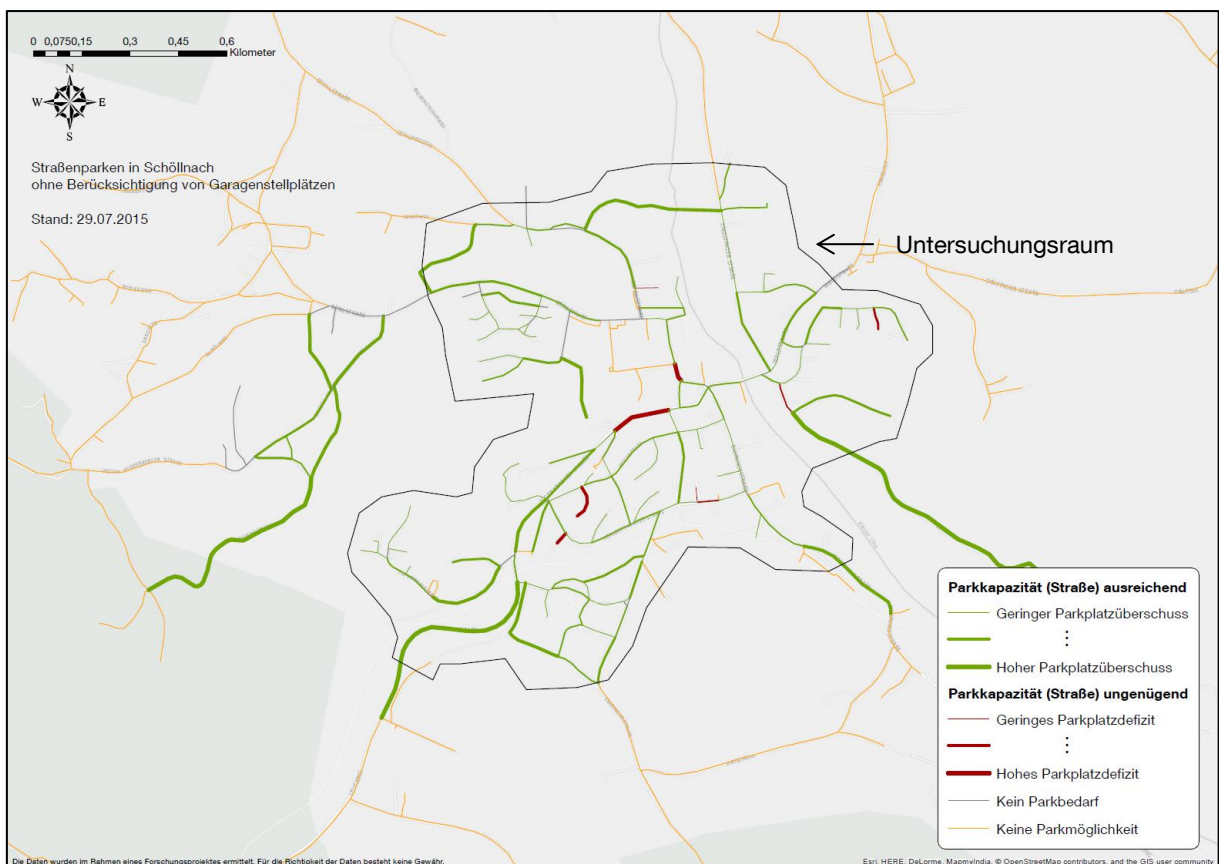 0 0,0750,15 0,3 0,45 0,6
Kilometer
N
W E
S
Straßenparken in Schöllnach
ohne Berücksichtigung von Garagenstellplätzen
Stand: 29.07.2015
Untersuchungsraum
Parkkapazität (Straße) ausreichend
Geringer Parkplatzüberschuss
⋮
Hoher Parkplatzüberschuss
Parkkapazität (Straße) ungenügend
Geringes Parkplatzdefizit
⋮
Hohes Parkplatzdefizit
Kein Parkbedarf
Keine Parkmöglichkeit
Die Daten wurden im Rahmen eines Forschungsprojektes ermittelt. Für die Richtigkeit der Daten besteht keine Gewähr.
Esri, HERE, DeLorme, MapmyIndia, © OpenStreetMap contributors, and the GIS user community